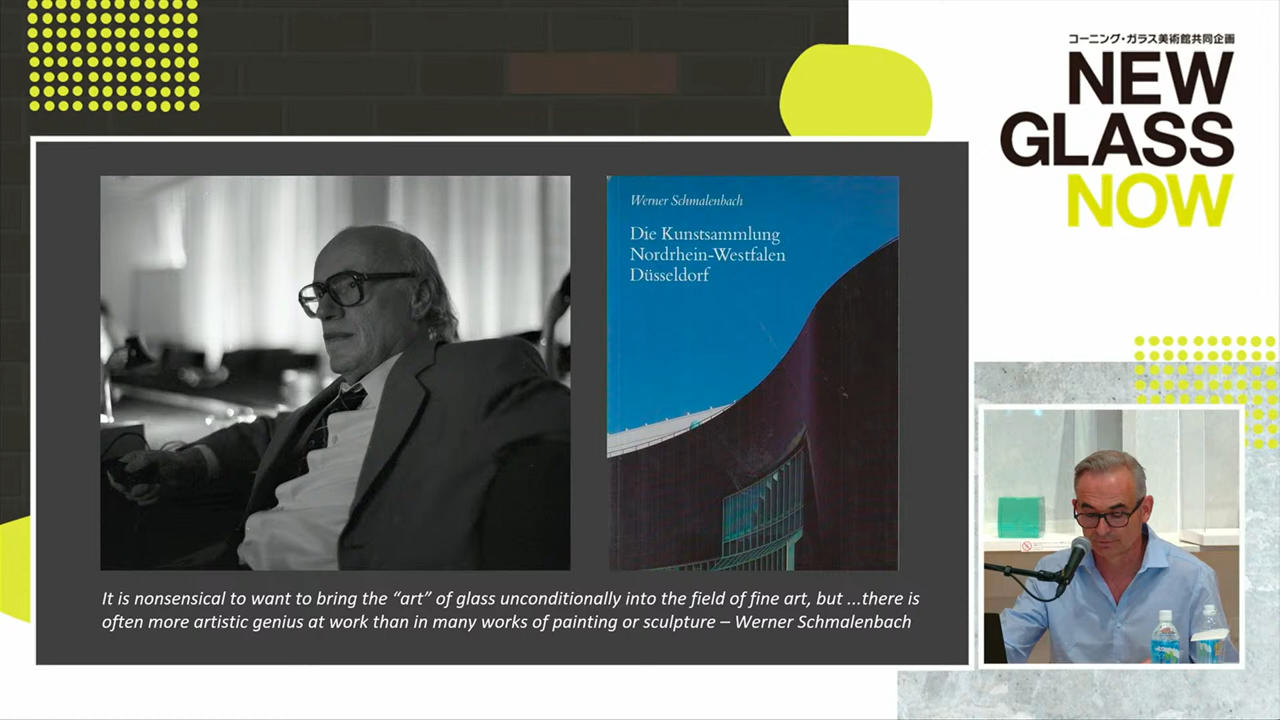 コーニング・ガラス美術館共同企画
NEW
GLASS
NOW
Werner Schmalenbach
Die Kunstsammlung
Nordrhein-Westfalen
Düsseldorf
It is nonsensical to want to bring the “art” of glass unconditionally into the field of fine art, but ...there is
often more artistic genius at work than in many works of painting or sculpture – Werner Schmalenbach